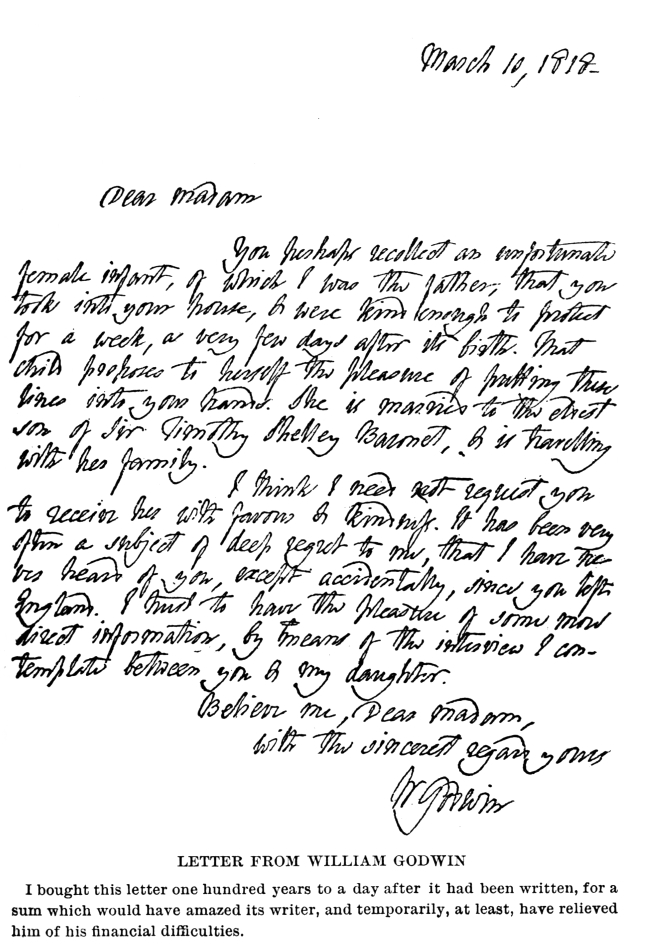 March 10, 1818-
Dear Madam
You perhaps recollect an unfortunate
female infant, of which I was the father, that you
took into your house, & were kind enough to protect
for a week, a very few days after its birth. That
child proposes to herself the pleasure of putting these
lines into your hands. She is married to the eldest
son of Sir Timothy Shelley Baronet, & is travelling
with her family.
I think I need not request you
to receive her with favour & kindness. It has been very
often a subject of deep regret to me, that I have ne-
ver heard of you, except accidentally, since you left
England. I trust to have the pleasure of some more
direct information, by means of the interview I con-
template between you & my daughter.
Believe me, Dear Madam,
with the sincerest regard yours
W Godwin
LETTER FROM WILLIAM GODWIN
I bought this letter one hundred years to a day after it had been written, for a
sum which would have amazed its writer, and temporarily, at least, have relieved
him of his financial difficulties.